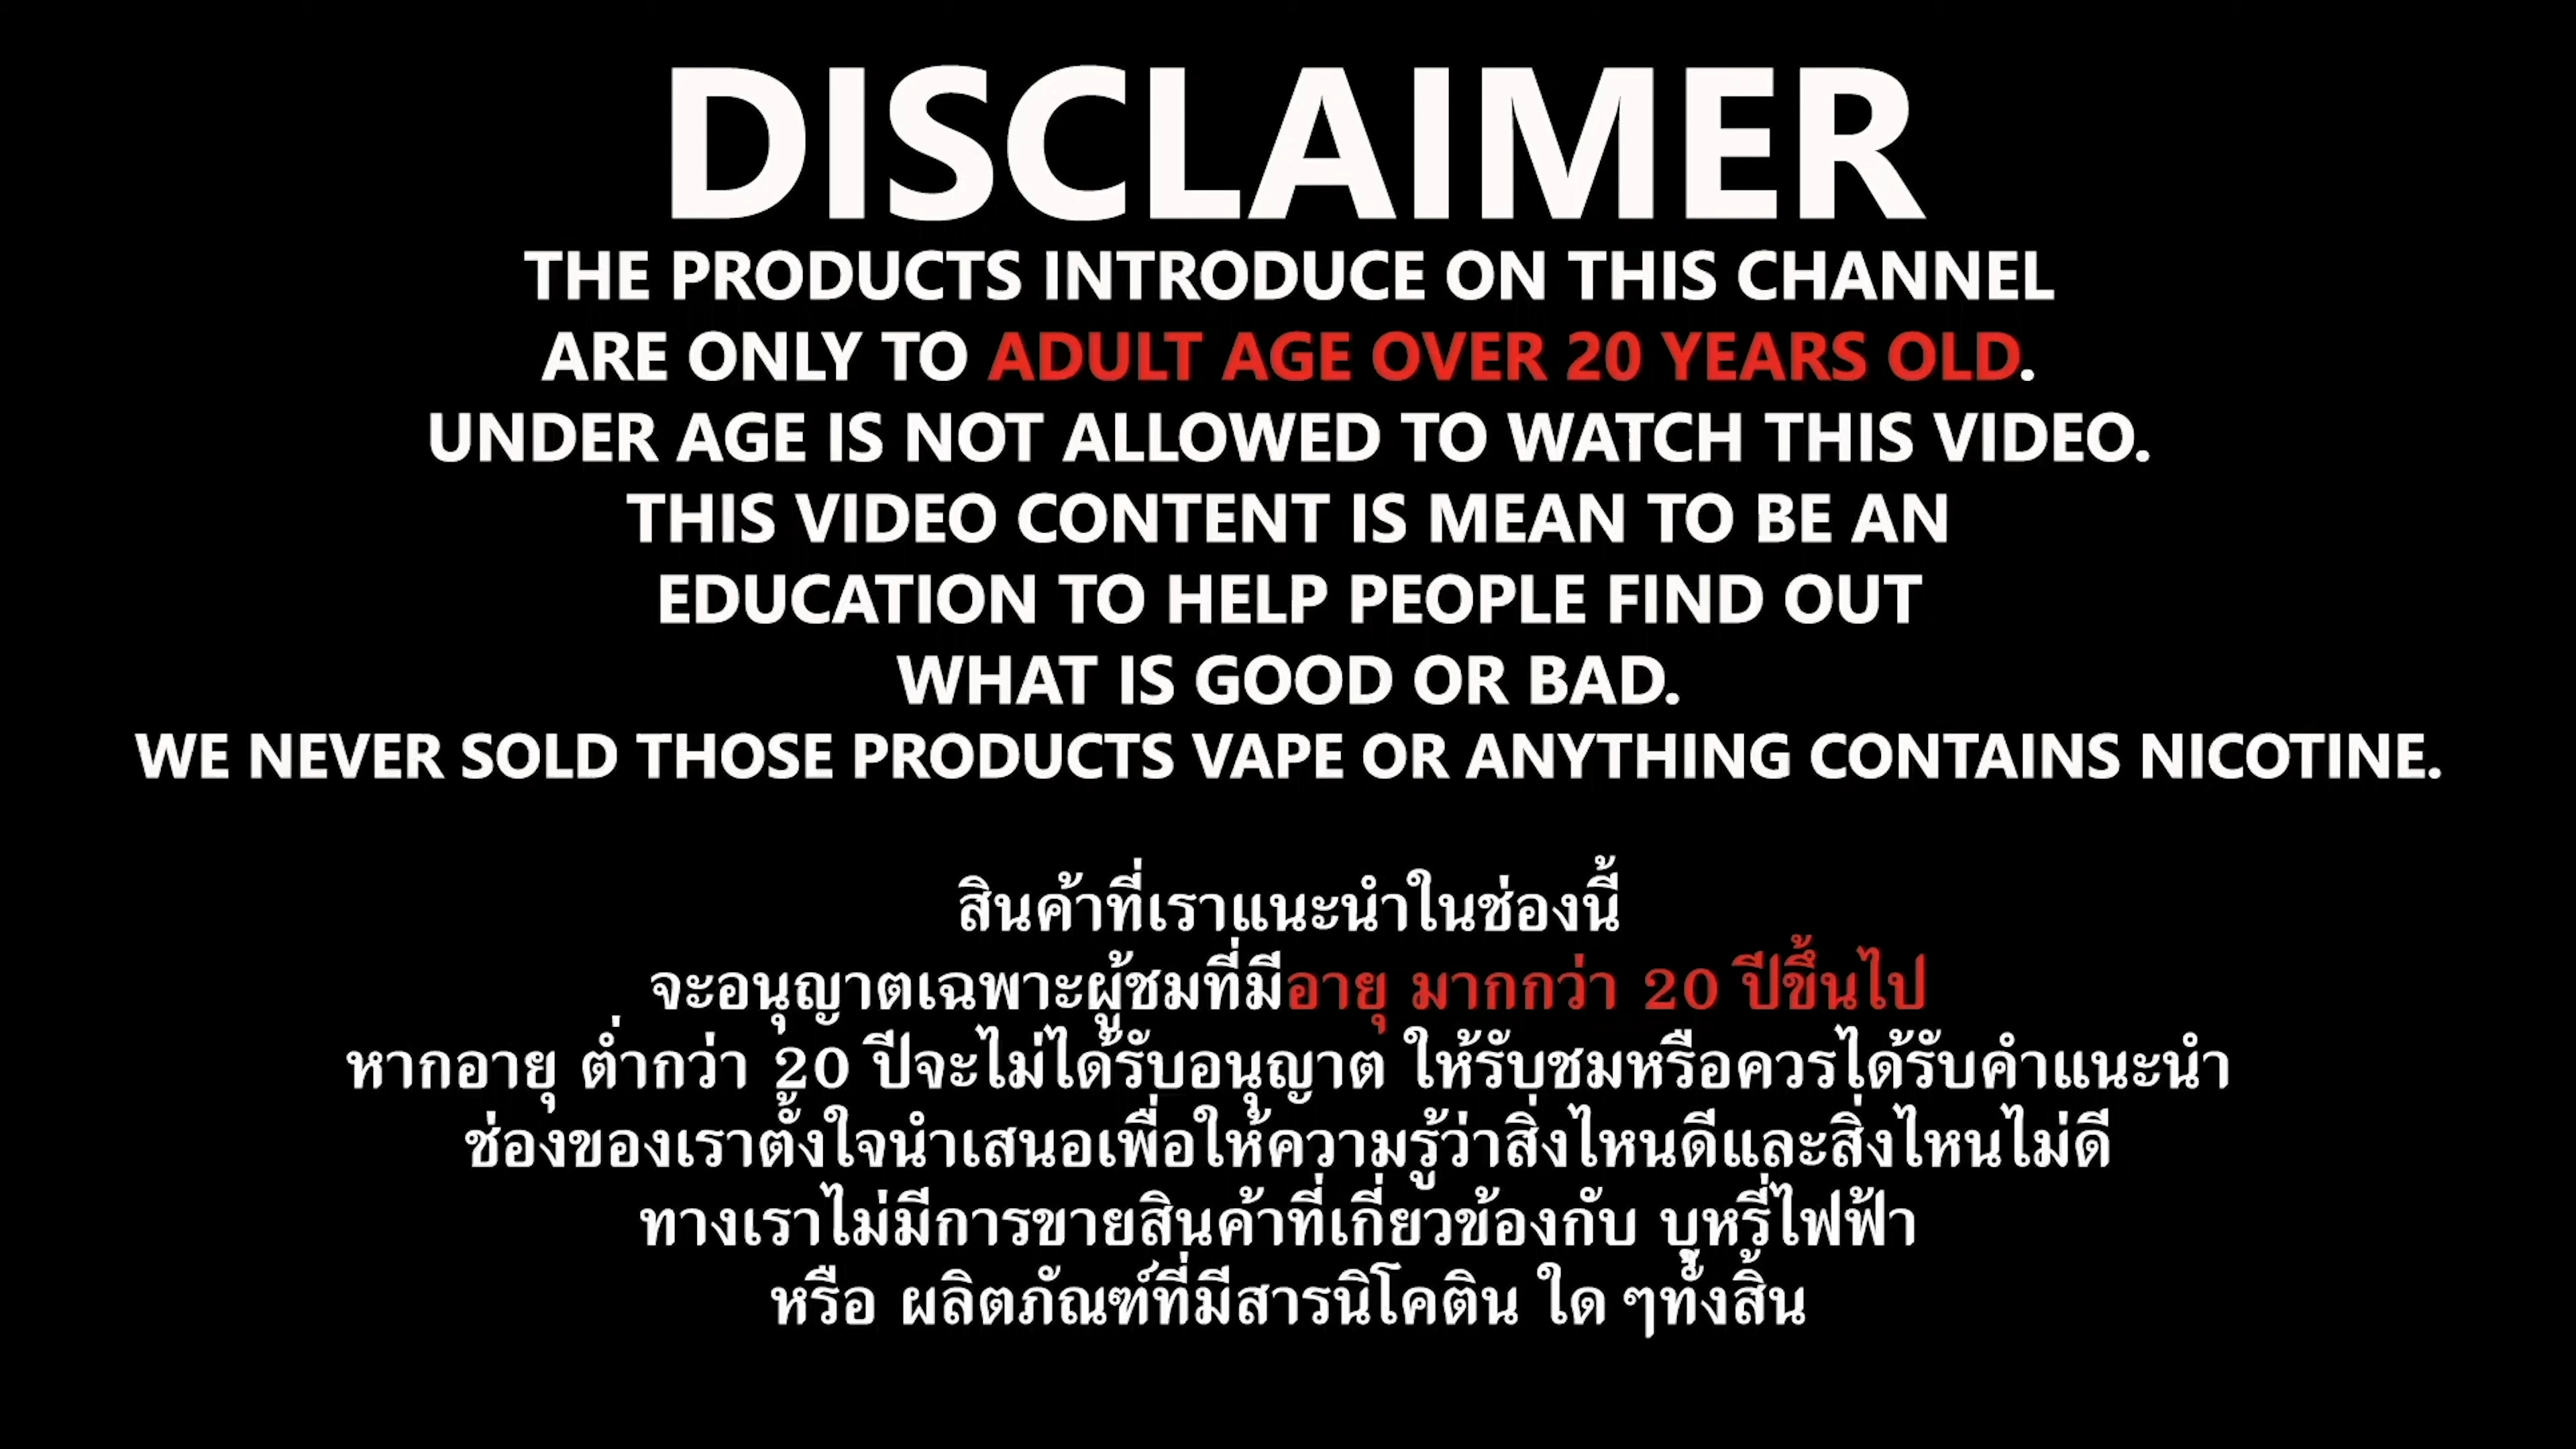 DISCLAIMER
THE PRODUCTS INTRODUCE ON THIS CHANNEL
ARE ONLY TO ADULT AGE OVER 20 YEARS OLD.
UNDER AGE IS NOT ALLOWED TO WATCH THIS VIDEO.
THIS VIDEO CONTENT IS MEAN TO BE AN
EDUCATION TO HELP PEOPLE FIND OUT
WHAT IS GOOD OR BAD.
WE NEVER SOLD THOSE PRODUCTS VAPE OR ANYTHING CONTAINS NICOTINE.
สินค้าที่เราแนะนำในช่องนี้
จะอนุญาตเฉพาะผู้ชมที่มีอายุ มากกว่า 20 ปีขึ้นไป
หากอายุ ต่ำกว่า 20 ปีจะไม่ได้รับอนุญาต ให้รับชมหรือควรได้รับคำแนะนำ
ช่องของเราตั้งใจนำเสนอเพื่อให้ความรู้ว่าสิ่งไหนดีและสิ่งไหนไม่ดี
ทางเราไม่มีการขายสินค้าที่เกี่ยวข้องกับ บุหรี่ไฟฟ้า
หรือ ผลิตภัณฑ์ที่มีสารนิโคติน ใด ๆทั้งสิ้น